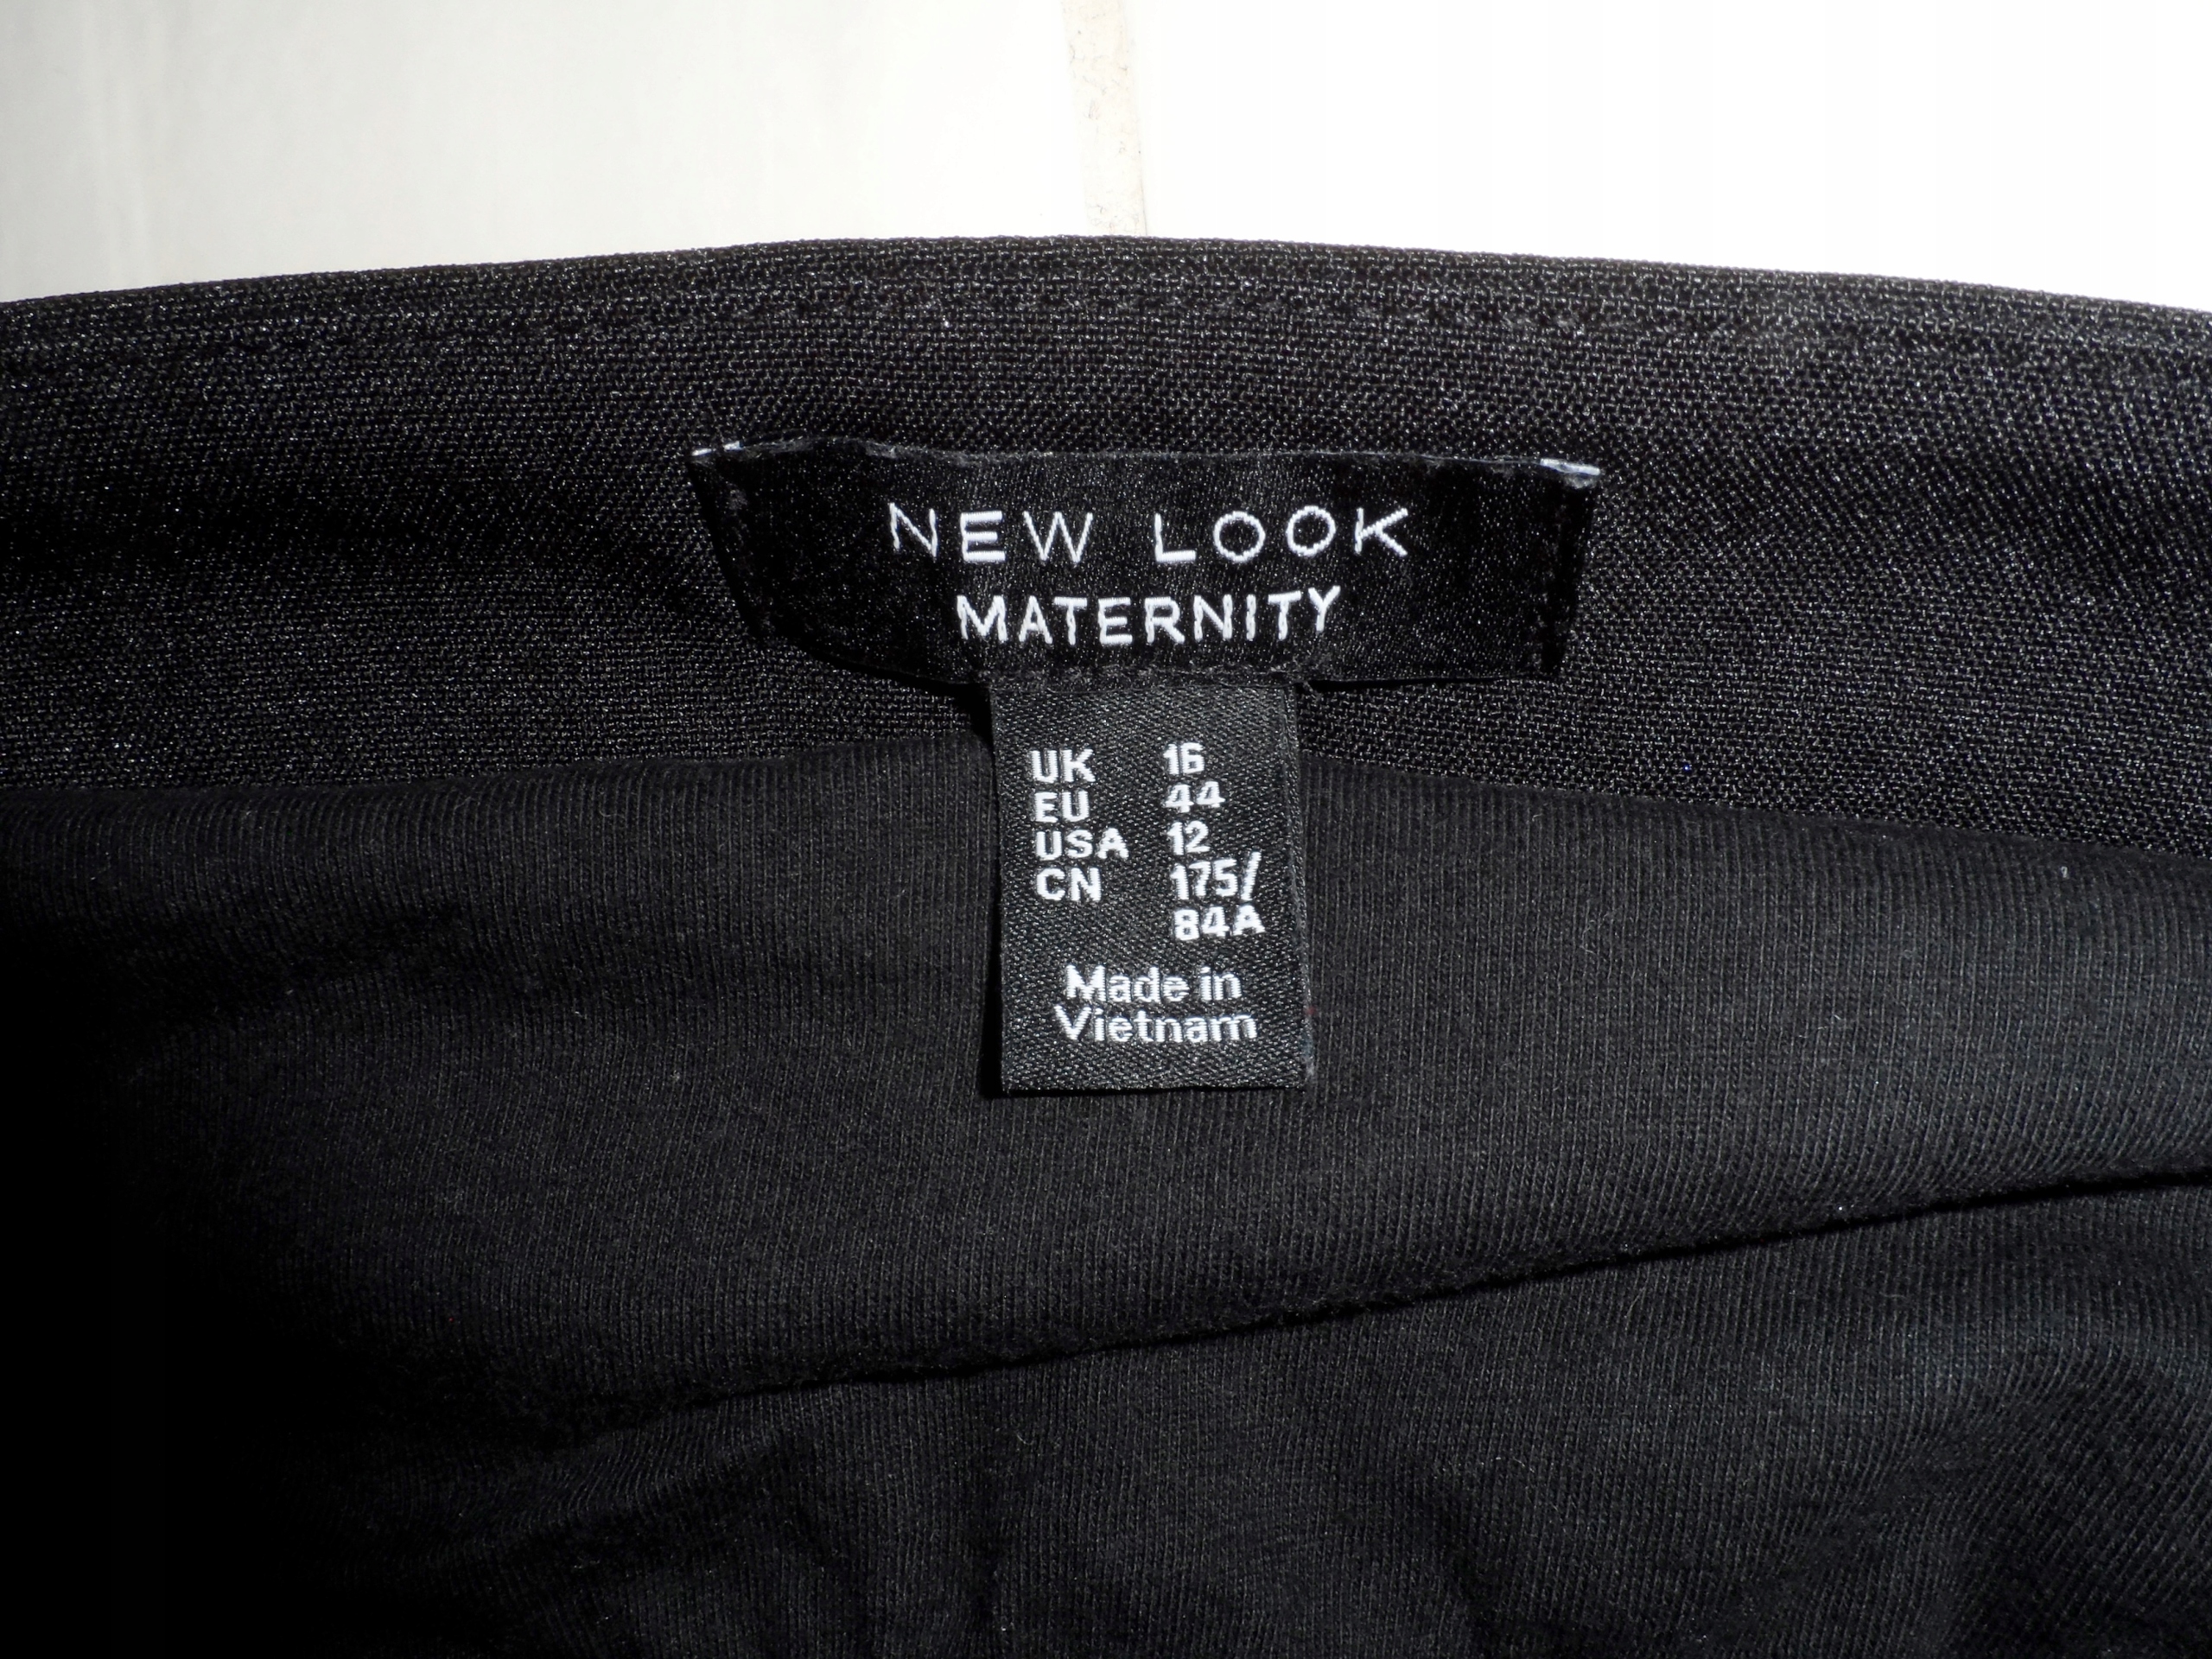 NEW LOOK
MATERNITY
UK 16
EU 44
USA 12
CN 175/
84A
Made in
Vietnam